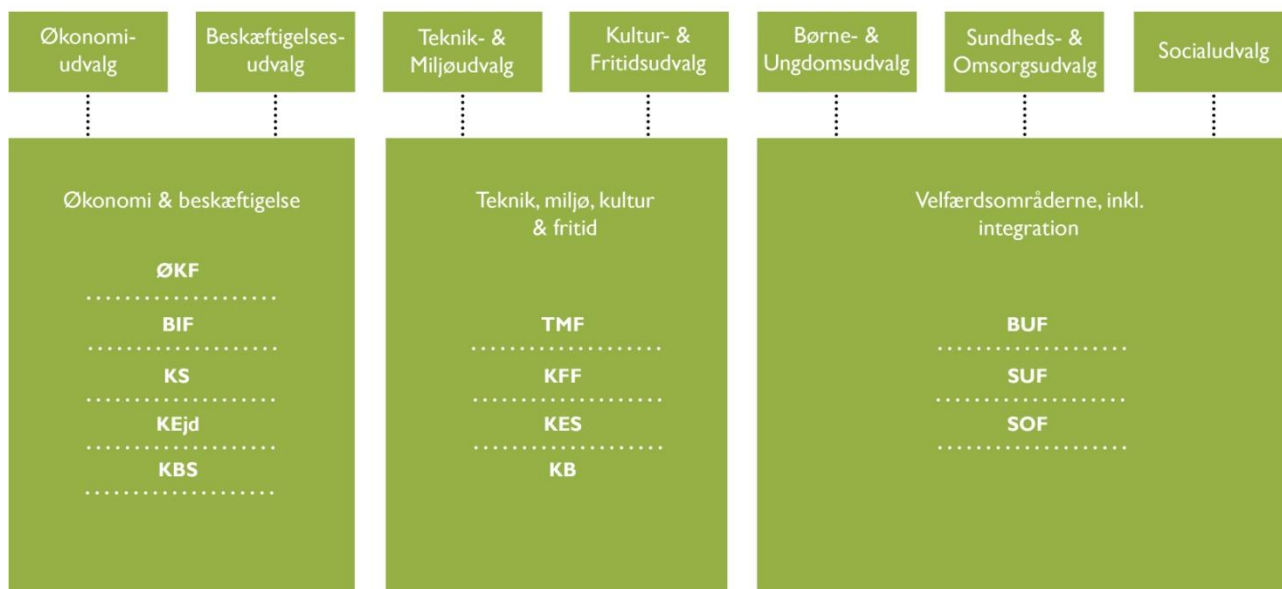 Økonomi-
udvalg
Beskæftigelses-
udvalg
Teknik- &
Miljøudvalg
Kultur- &
Fritidsudvalg
Børne- &
Ungdomsudvalg
Sundheds- &
Omsorgsudvalg
Socialudvalg
Økonomi & beskæftigelse
ØKF
BIF
KS
KEjd
KBS
Teknik, miljø, kultur
& fritid
TMF
KFF
KES
KB
Velfærdsområderne, inkl.
integration
BUF
SUF
SOF